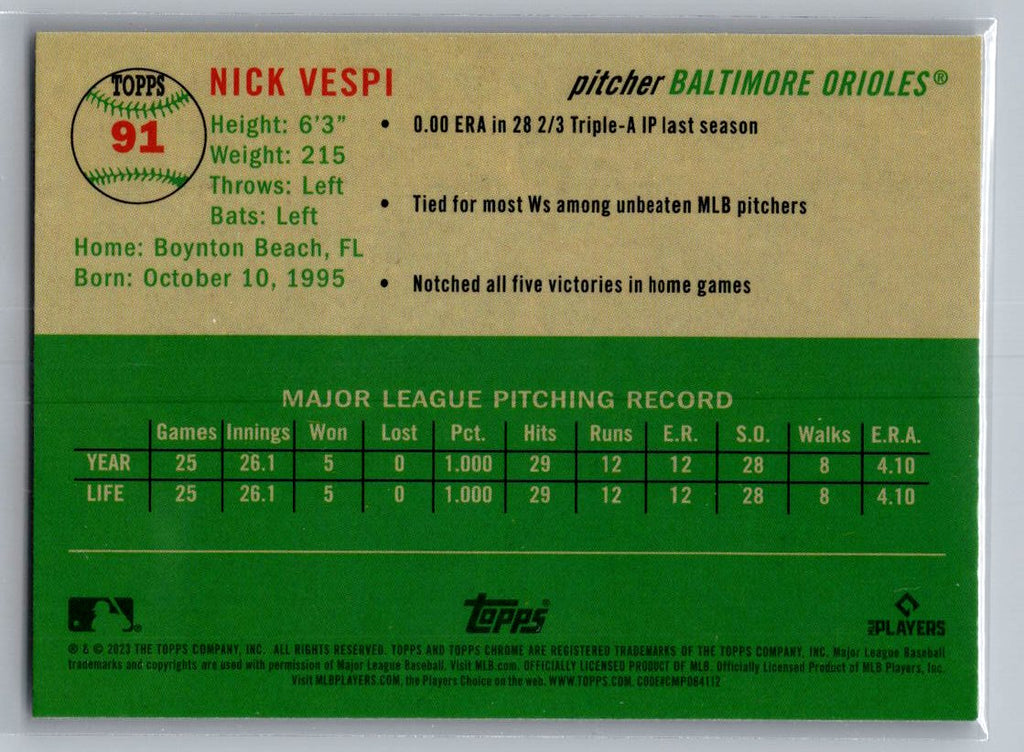 TOPPS
91
NICK VESPI
pitcher BALTIMORE ORIOLES®
Height: 6'3"
Weight: 215
Throws: Left
Bats: Left
Home: Boynton Beach, FL
Born: October 10, 1995
• 0.00 ERA in 28 2/3 Triple-A IP last season
• Tied for most Ws among unbeaten MLB pitchers
• Notched all five victories in home games
MAJOR LEAGUE PITCHING RECORD
Games Innings Won Lost Pct. Hits Runs E.R. S.O. Walks E.R.A.
YEAR 25 26.1 5 0 1.000 29 12 12 28 8 4.10
LIFE 25 26.1 5 0 1.000 29 12 12 28 8 4.10
Topps®
MLB PLAYERS
® & © 2023 THE TOPPS COMPANY, INC. ALL RIGHTS RESERVED. TOPPS AND TOPPS CHROME ARE REGISTERED TRADEMARKS OF THE TOPPS COMPANY, INC. Major League Baseball
trademarks and copyrights are used with permission of Major League Baseball. Visit MLB.com. OFFICIALLY LICENSED PRODUCT OF MLB. Officially Licensed Product of MLB Players, Inc.
Visit MLBPLAYERS.COM, the Players Choice on the web. WWW.TOPPS.COM. CODE#CMP084112